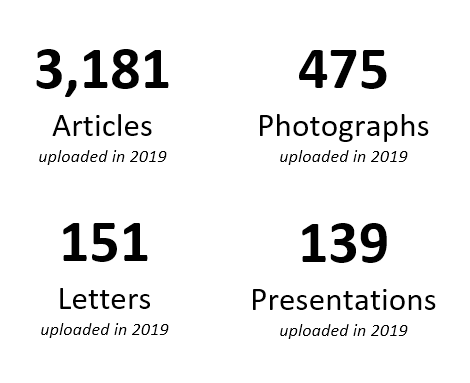 3,181
Articles
uploaded in 2019
475
Photographs
uploaded in 2019
151
Letters
uploaded in 2019
139
Presentations
uploaded in 2019